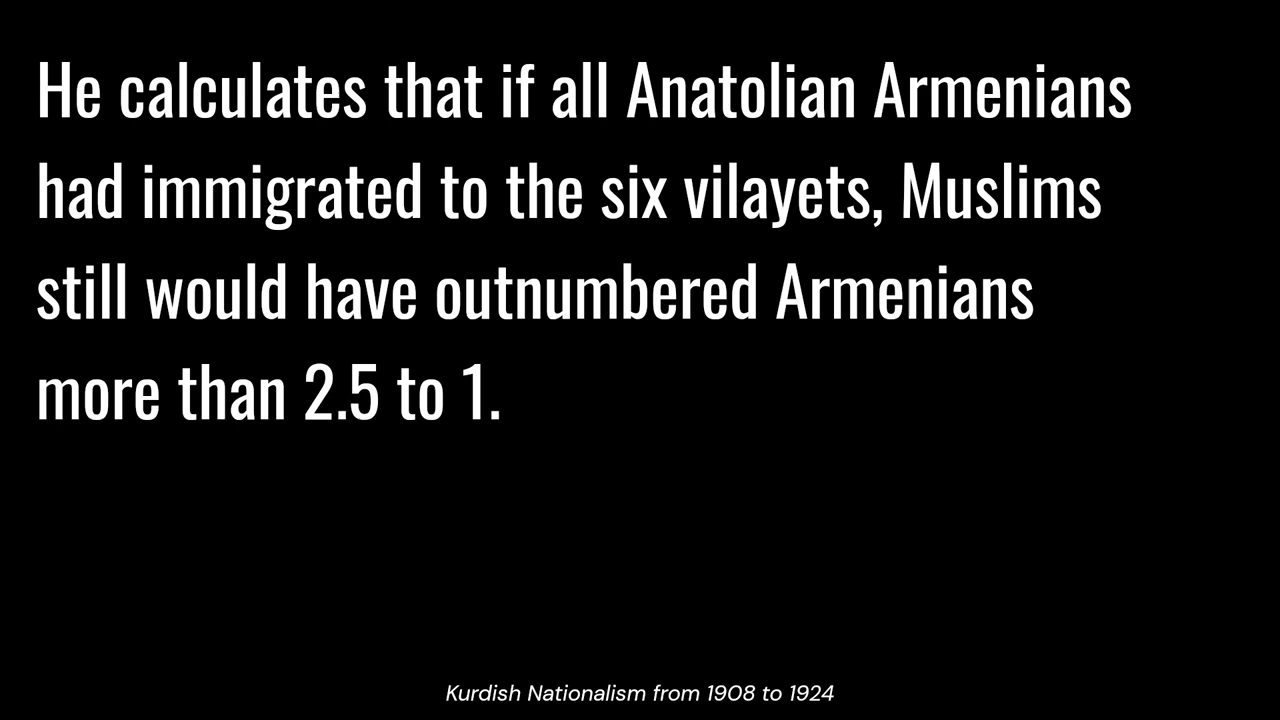 He calculates that if all Anatolian Armenians
had immigrated to the six vilayets, Muslims
still would have outnumbered Armenians
more than 2.5 to 1.
Kurdish Nationalism from 1908 to 1924